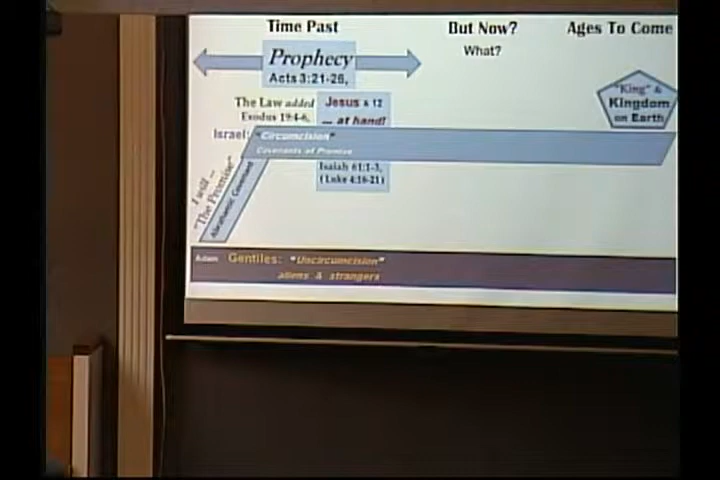 Time Past
But Now?
Ages To Come
What?
Prophecy
Acts 3:21-26,
The Law added
Exodus 19:4-6,
Jesus & 12
... at hand!
"King" &
Kingdom
on Earth
Israel:
"Circumcision"
Covenants of Promise
Isaiah 61:1-3,
(Luke 4:16-21)
I will ...
"The Promise"
Abrahamic Covenant
Adam
Gentiles: "Uncircumcision"
aliens & strangers